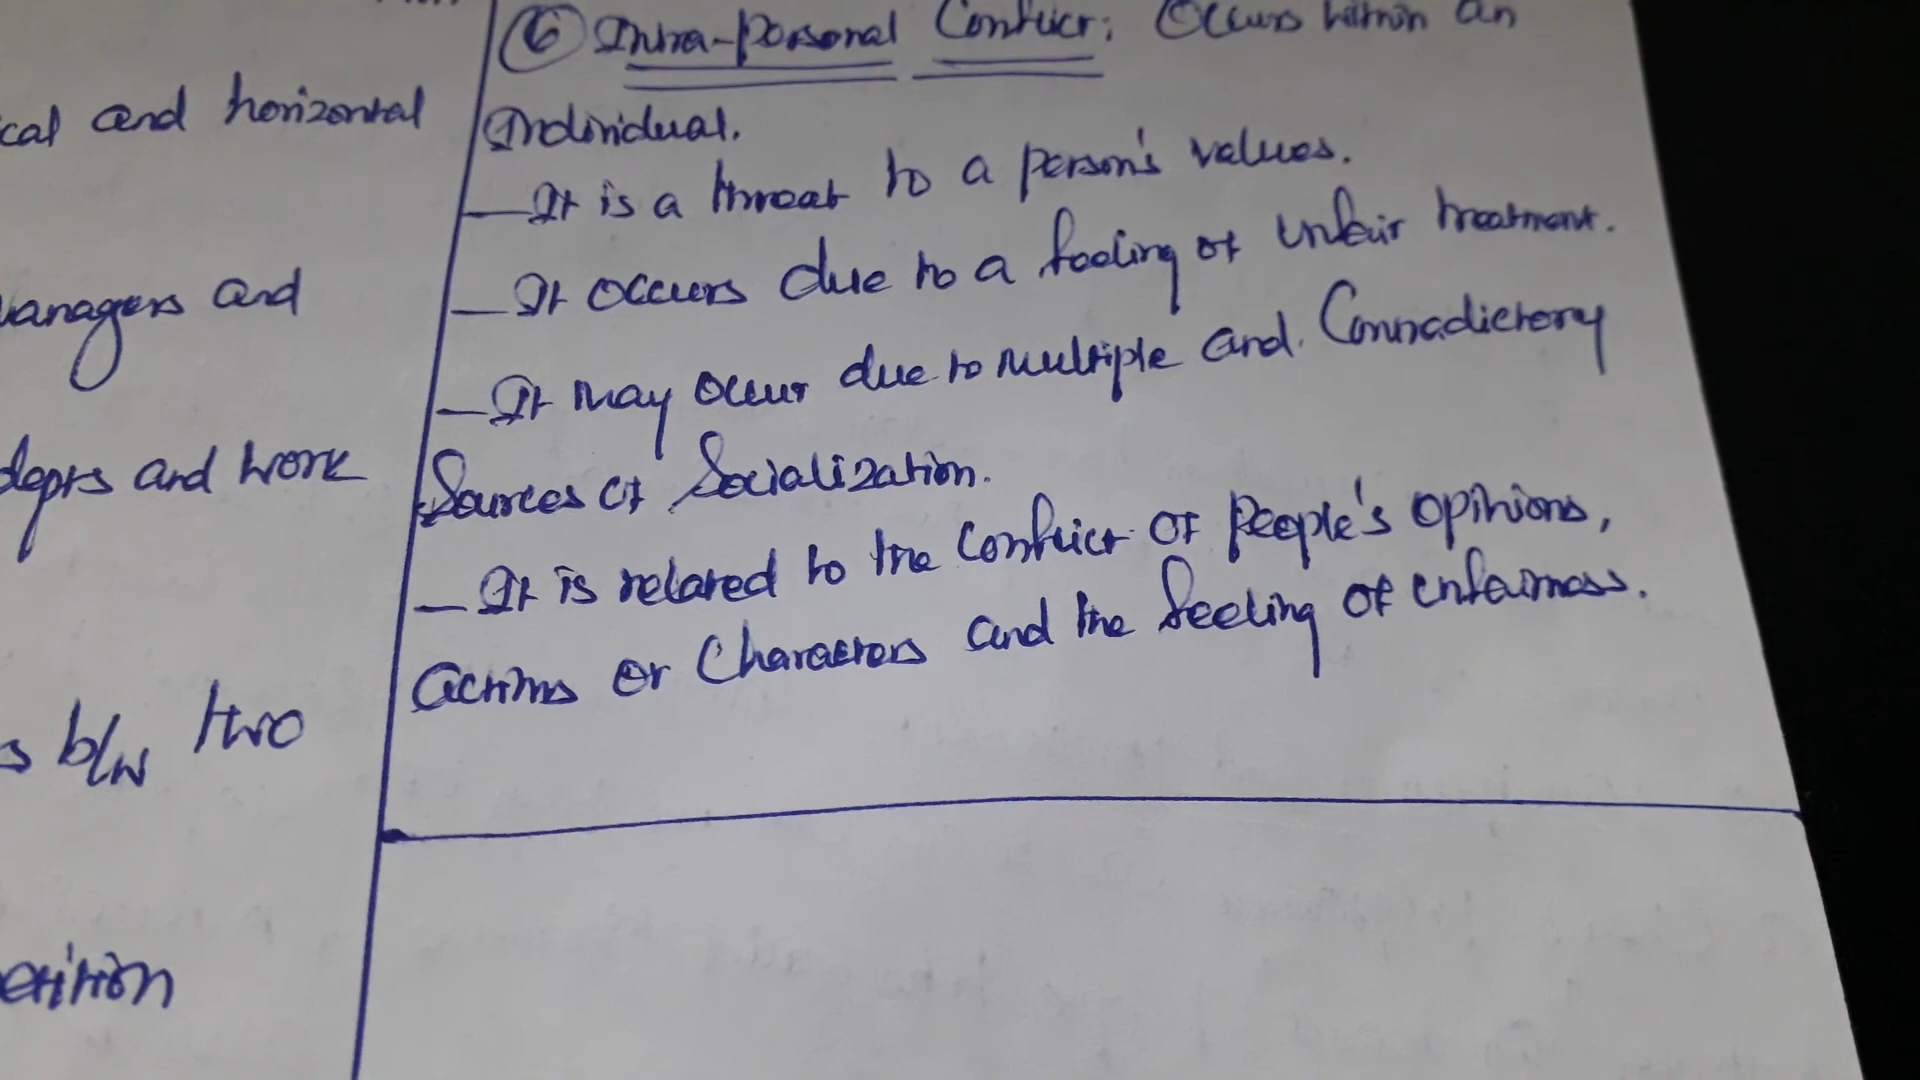 cal and horizontal
anagers and
depts and work
s b/w two
etition
⑥ Intra-personal Conflict: Occurs within an
Individual.
— It is a threat to a person's values.
— It occurs due to a feeling of unfair treatment.
— It may occur due to multiple and Contradictory
Sources of Socialization.
— It is related to the conflict of people's opinions,
actions or Characters and the feeling of unfairness.